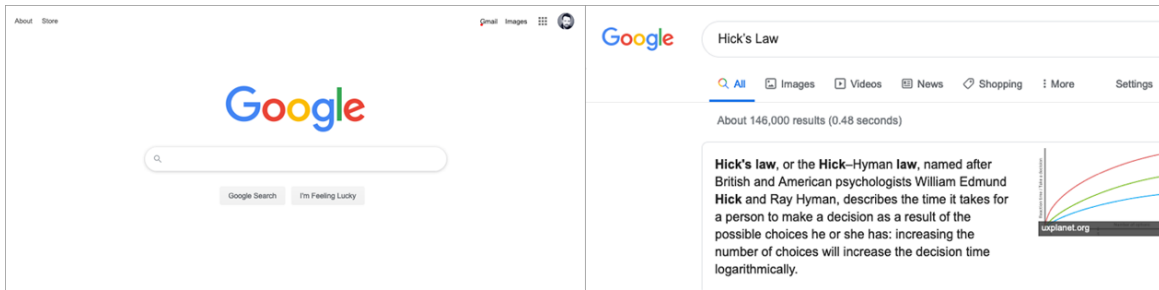 About Store
Gmail Images
Google
Google Search I'm Feeling Lucky
Google
Hick's Law
All Images Videos News Shopping More Settings
About 146,000 results (0.48 seconds)
Hick's law, or the Hick–Hyman law, named after
British and American psychologists William Edmund
Hick and Ray Hyman, describes the time it takes for
a person to make a decision as a result of the
possible choices he or she has: increasing the
number of choices will increase the decision time
logarithmically.
uxplanet.org